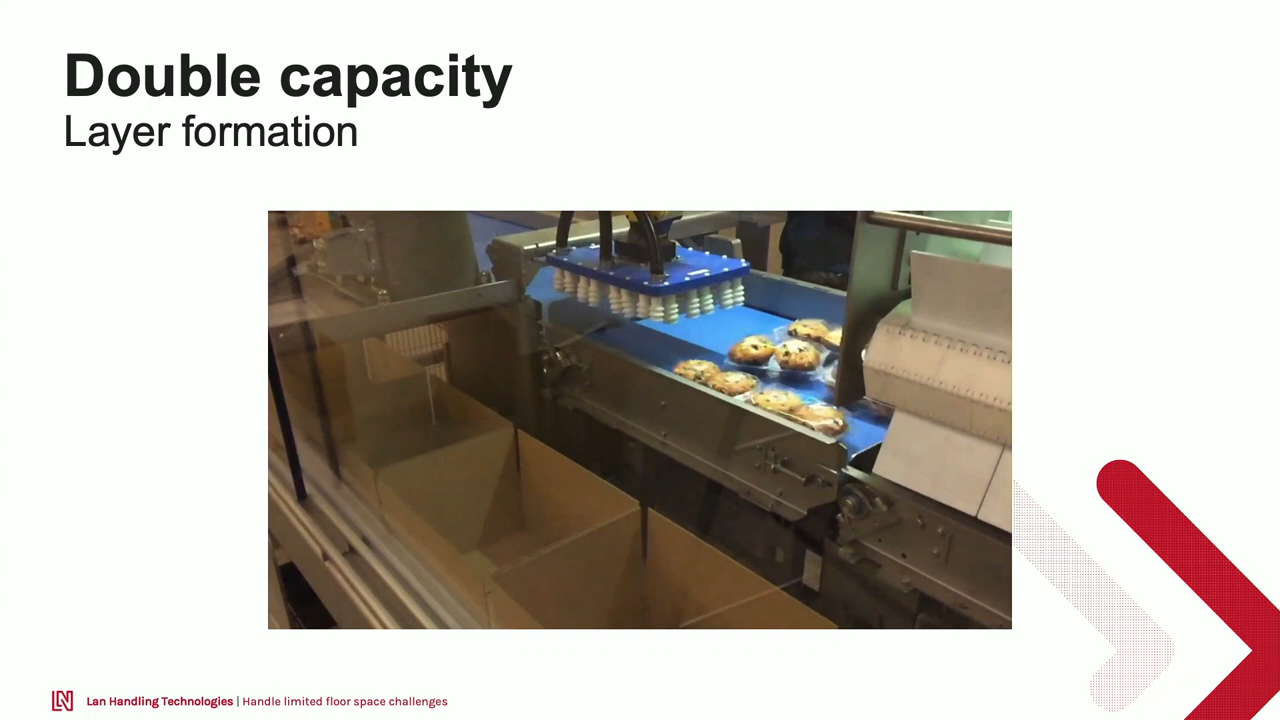 Double capacity
Layer formation
Lan Handling Technologies | Handle limited floor space challenges